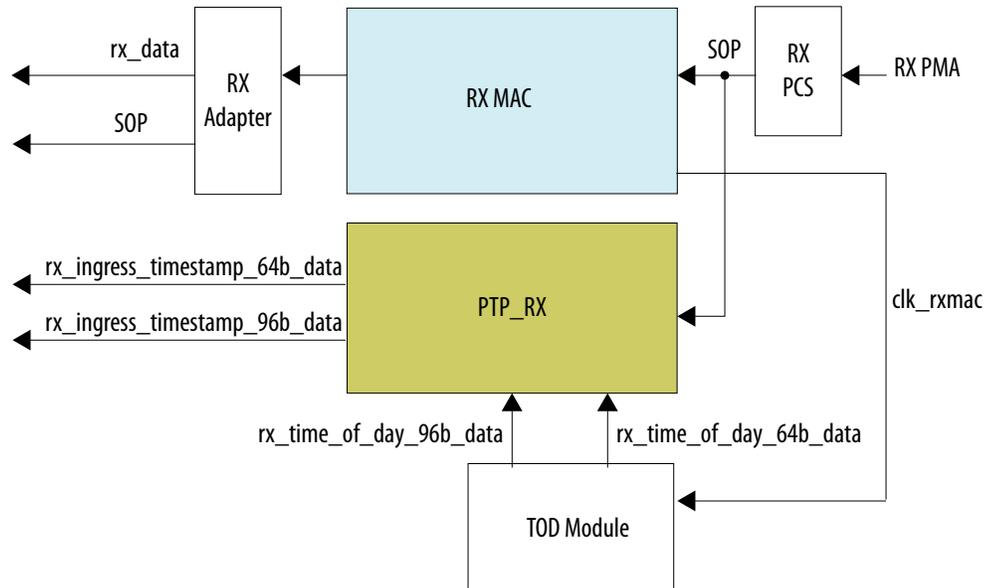 rx_data
SOP
RX
Adapter
RX MAC
SOP
RX
PCS
RX PMA
rx_ingress_timestamp_64b_data
rx_ingress_timestamp_96b_data
PTP_RX
clk_rxmac
rx_time_of_day_96b_data
rx_time_of_day_64b_data
TOD Module